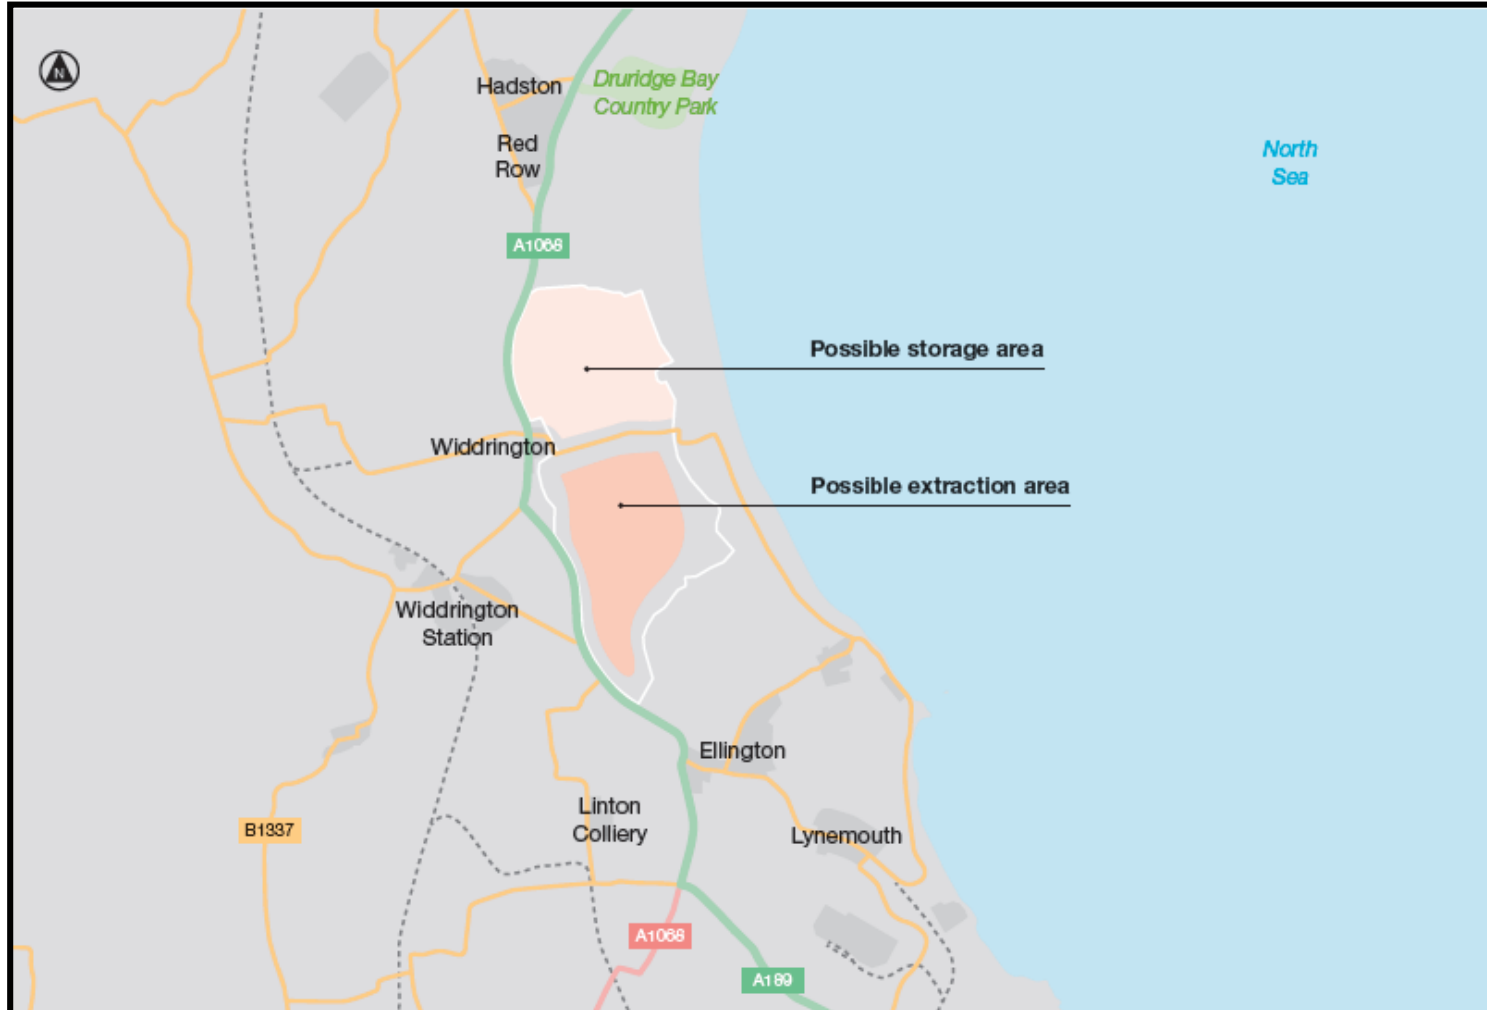 N
Hadston
Druridge Bay
Country Park
Red
Row
North
Sea
A1068
Possible storage area
Widdrington
Possible extraction area
Widdrington
Station
Ellington
Linton
Colliery
Lynemouth
B1337
A1068
A189